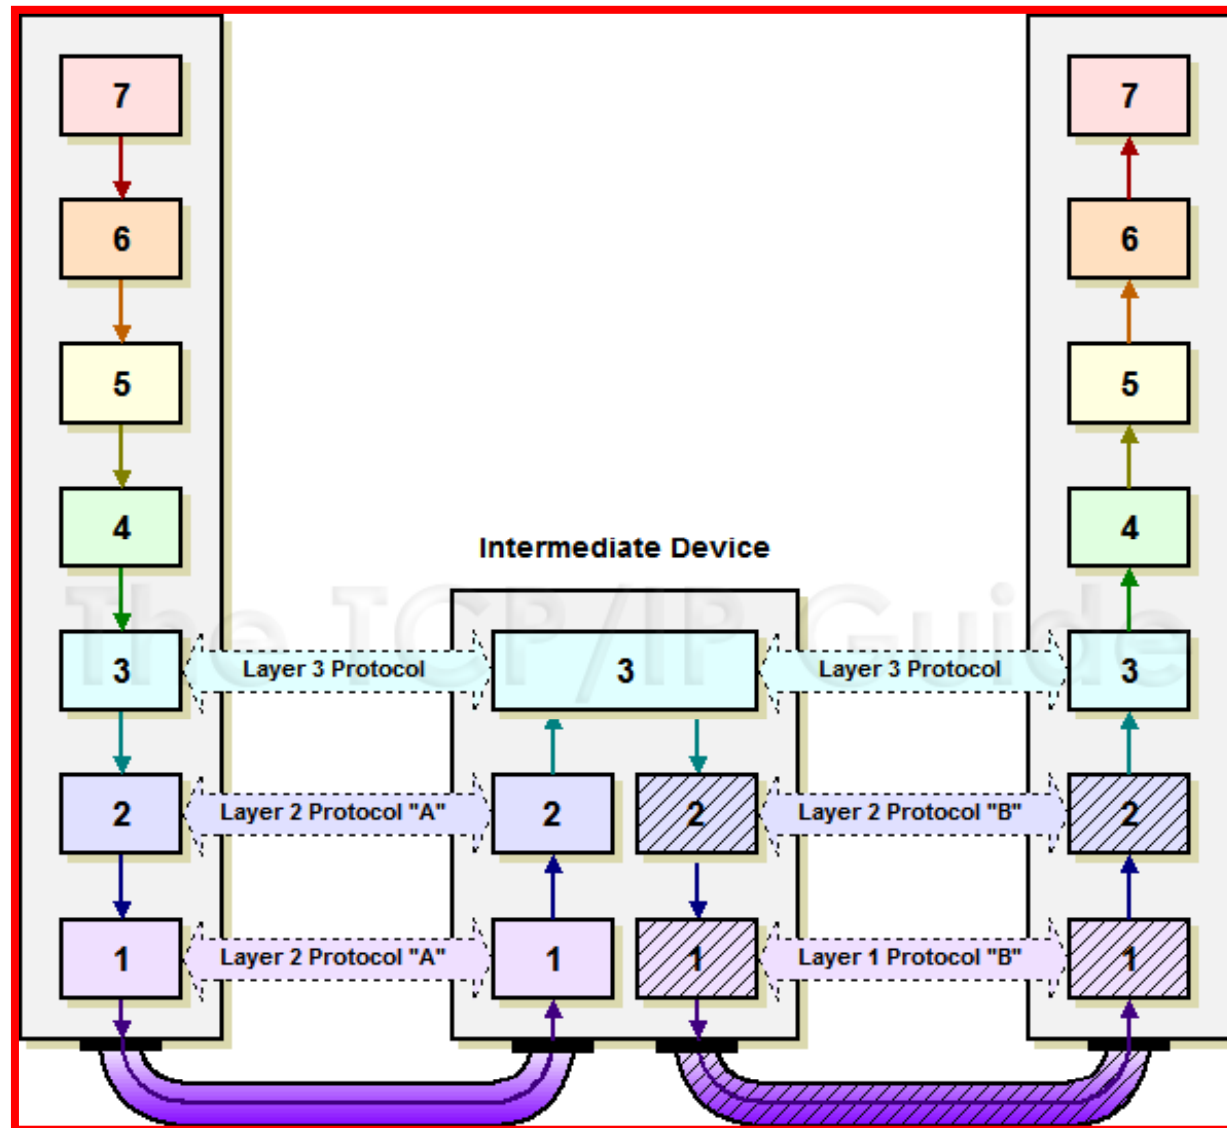 7
7
6
6
5
5
4
4
Intermediate Device
The TCP/IP Guide
3
Layer 3 Protocol
3
Layer 3 Protocol
3
2
Layer 2 Protocol "A"
2
2
Layer 2 Protocol "B"
2
1
Layer 2 Protocol "A"
1
1
Layer 1 Protocol "B"
1